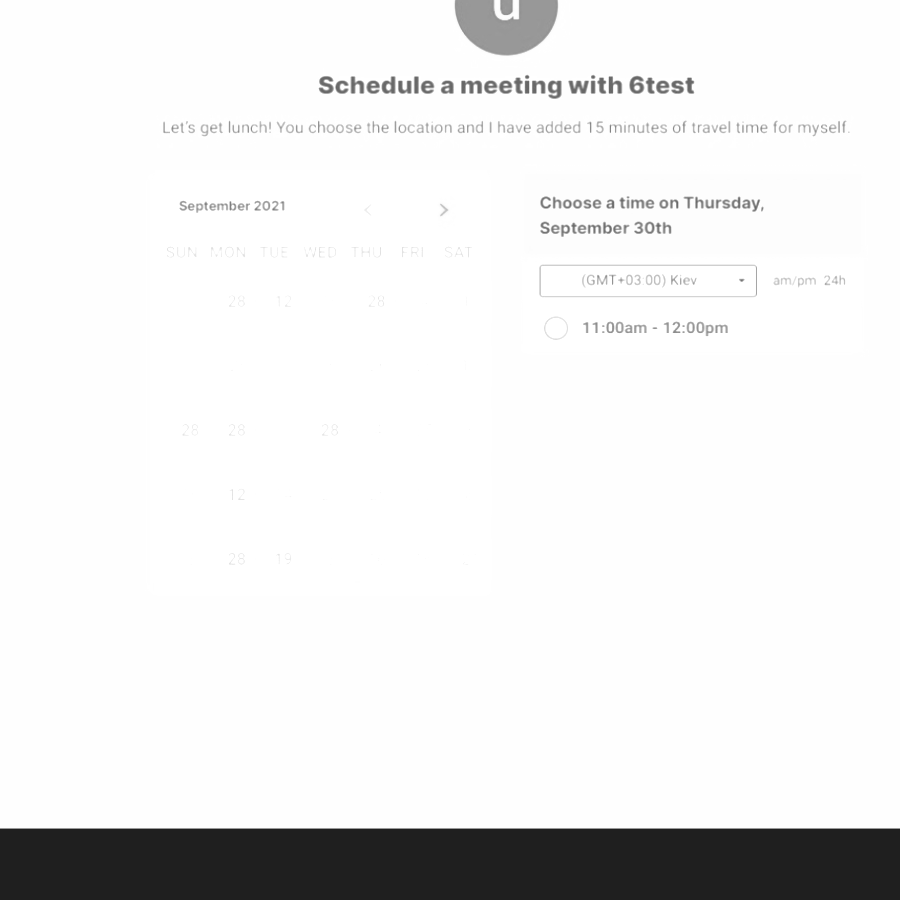 u
Schedule a meeting with 6test
Let's get lunch! You choose the location and I have added 15 minutes of travel time for myself.
September 2021
SUN MON TUE WED THU FRI SAT
28 12 28
28 28 28
12
28 19
Choose a time on Thursday,
September 30th
(GMT+03:00) Kiev
am/pm 24h
11:00am - 12:00pm